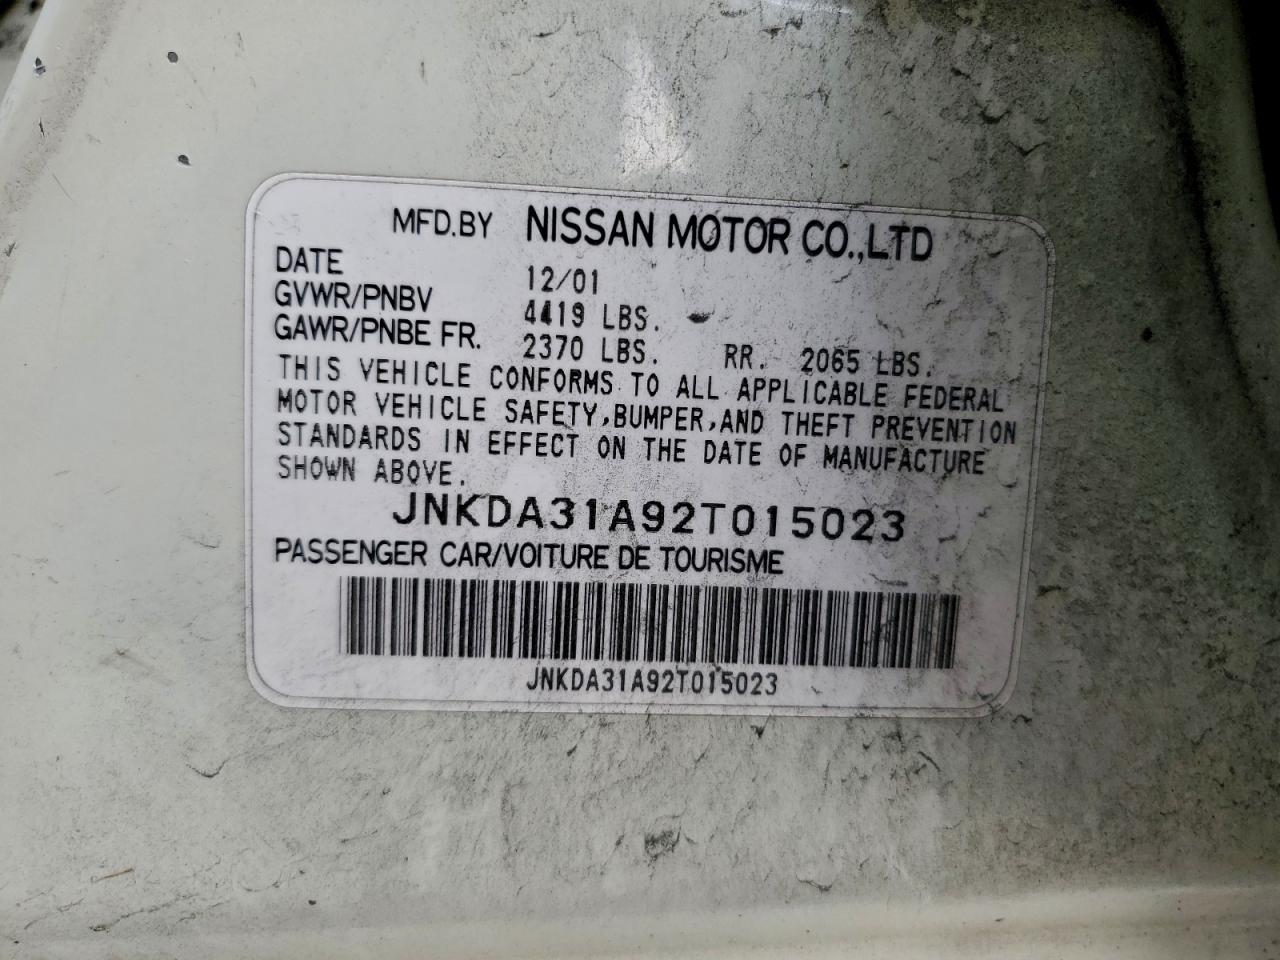 MFD.BY NISSAN MOTOR CO.,LTD
DATE 12/01
GVWR/PNBV 4419 LBS.
GAWR/PNBE FR. 2370 LBS. RR. 2065 LBS.
THIS VEHICLE CONFORMS TO ALL APPLICABLE FEDERAL
MOTOR VEHICLE SAFETY,BUMPER,AND THEFT PREVENTION
STANDARDS IN EFFECT ON THE DATE OF MANUFACTURE
SHOWN ABOVE.
JNKDA31A92T015023
PASSENGER CAR/VOITURE DE TOURISME
JNKDA31A92T015023